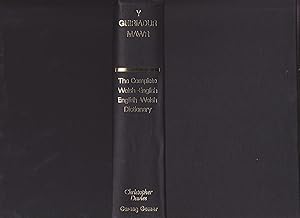 Y
GEIRIADUR
MAWR
The Complete
Welsh-English
English-Welsh
Dictionary
Christopher
Davies
Gwasg Gomer